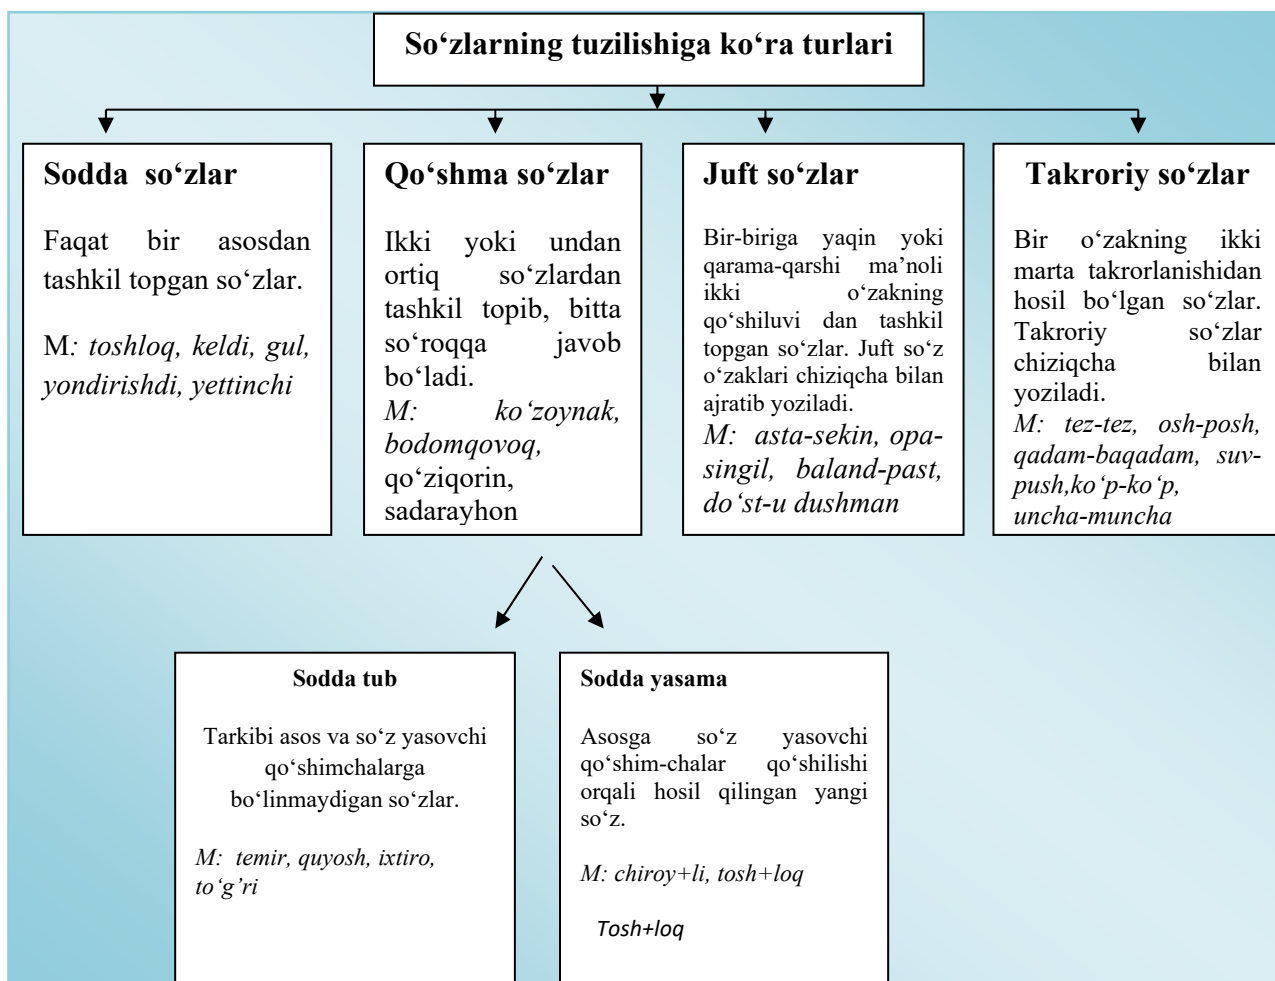 So‘zlarning tuzilishiga ko‘ra turlari
Sodda so‘zlar
Faqat bir asosdan
tashkil topgan so‘zlar.
M: toshloq, keldi, gul,
yondirishdi, yettinchi
Qo‘shma so‘zlar
Ikki yoki undan
ortiq so‘zlardan
tashkil topib, bitta
so‘roqqa javob
bo‘ladi.
M: ko‘zoynak,
bodomqovoq,
qo‘ziqorin,
sadarayhon
Juft so‘zlar
Bir-biriga yaqin yoki
qarama-qarshi ma’noli
ikki o‘zakning
qo‘shiluvi dan tashkil
topgan so‘zlar. Juft so‘z
o‘zaklari chiziqcha bilan
ajratib yoziladi.
M: asta-sekin, opa-
singil, baland-past,
do‘st-u dushman
Takroriy so‘zlar
Bir o‘zakning ikki
marta takrorlanishidan
hosil bo‘lgan so‘zlar.
Takroriy so‘zlar
chiziqcha bilan
yoziladi.
M: tez-tez, osh-posh,
qadam-baqadam, suv-
push,ko‘p-ko‘p,
uncha-muncha
Sodda tub
Tarkibi asos va so‘z yasovchi
qo‘shimchalarga
bo‘linmaydigan so‘zlar.
M: temir, quyosh, ixtiro,
to‘g’ri
Sodda yasama
Asosga so‘z yasovchi
qo‘shim-chalar qo‘shilishi
orqali hosil qilingan yangi
so‘z.
M: chiroy+li, tosh+loq
Tosh+loq